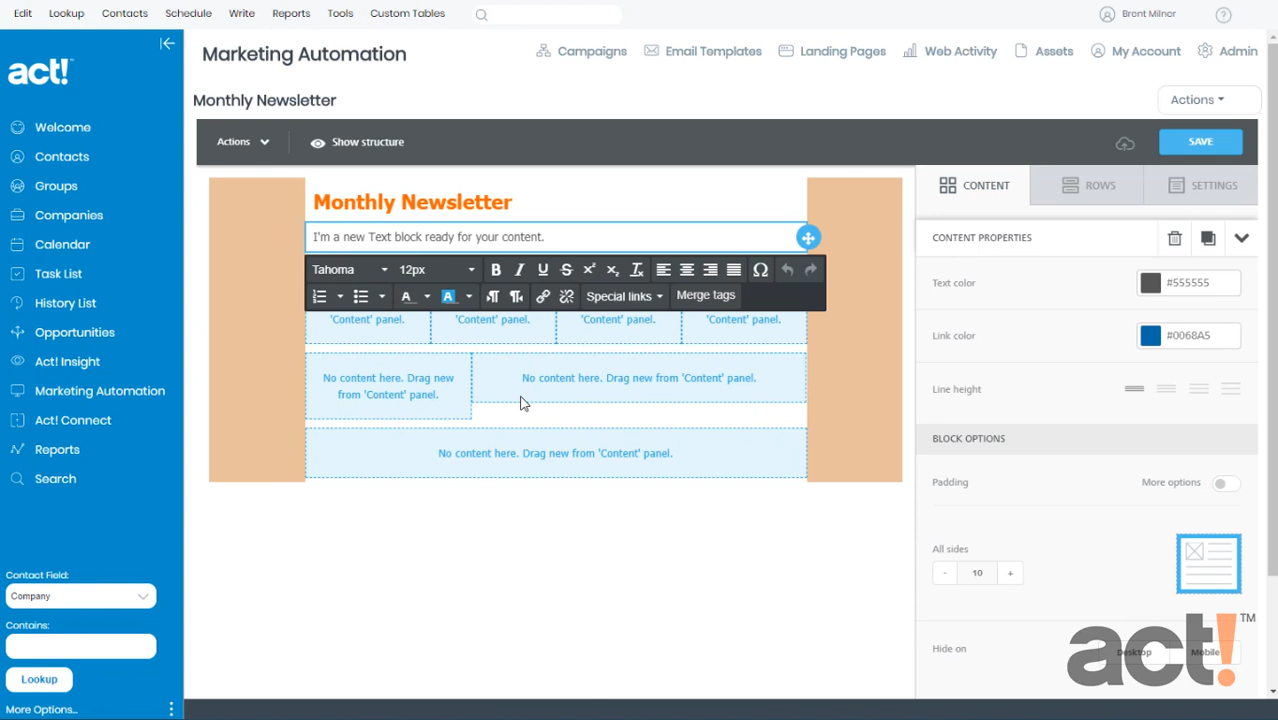 Edit Lookup Contacts Schedule Write Reports Tools Custom Tables
Brent Milnor
?
act!
Welcome
Contacts
Groups
Companies
Calendar
Task List
History List
Opportunities
Act! Insight
Marketing Automation
Act! Connect
Reports
Search
Contact Field:
Company
Contains:
Lookup
More Options...
Marketing Automation
Campaigns Email Templates Landing Pages Web Activity Assets My Account Admin
Monthly Newsletter
Actions
Actions Show structure
SAVE
Monthly Newsletter
I'm a new Text block ready for your content.
Tahoma 12px B I U S x² x₂ Tx Ω
A A Special links Merge tags
'Content' panel. 'Content' panel. 'Content' panel. 'Content' panel.
No content here. Drag new
from 'Content' panel.
No content here. Drag new from 'Content' panel.
No content here. Drag new from 'Content' panel.
CONTENT ROWS SETTINGS
CONTENT PROPERTIES
Text color #555555
Link color #0068A5
Line height
BLOCK OPTIONS
Padding More options
All sides
- 10 +
Hide on Desktop Mobile
act!™